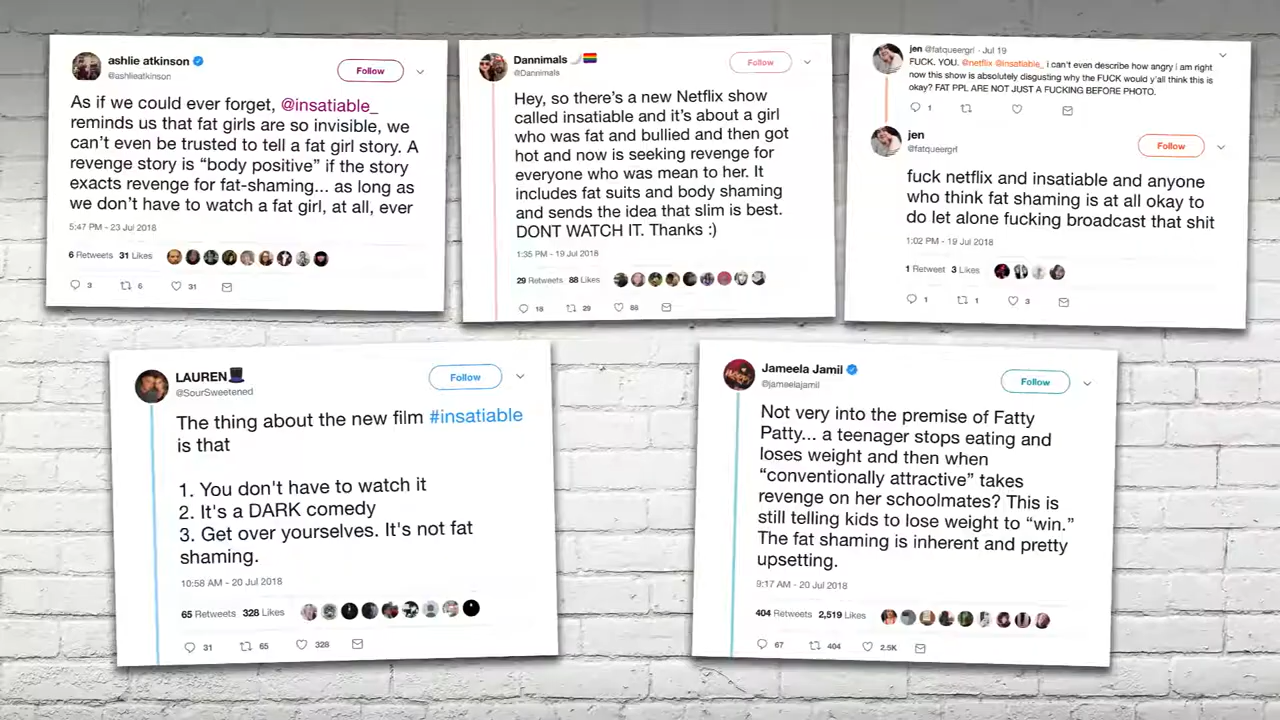 ashlie atkinson
@ashlieatkinson
Follow
As if we could ever forget, @insatiable_
reminds us that fat girls are so invisible, we
can't even be trusted to tell a fat girl story. A
revenge story is “body positive” if the story
exacts revenge for fat-shaming... as long as
we don't have to watch a fat girl, at all, ever
5:47 PM - 23 Jul 2018
6 Retweets 31 Likes
3 6 31
Dannimals
@Dannimals
Follow
Hey, so there's a new Netflix show
called insatiable and it's about a girl
who was fat and bullied and then got
hot and now is seeking revenge for
everyone who was mean to her. It
includes fat suits and body shaming
and sends the idea that slim is best.
DONT WATCH IT. Thanks :)
1:35 PM - 19 Jul 2018
29 Retweets 88 Likes
18 29 88
jen @fatqueergrl - Jul 19
FUCK. YOU. @netflix @insatiable_ i can't even describe how angry i am right
now this show is absolutely disgusting why the FUCK would y'all think this is
okay? FAT PPL ARE NOT JUST A FUCKING BEFORE PHOTO.
1
jen
@fatqueergrl
Follow
fuck netflix and insatiable and anyone
who think fat shaming is at all okay to
do let alone fucking broadcast that shit
1:02 PM - 19 Jul 2018
1 Retweet 3 Likes
1 1 3
LAUREN
@SourSweetened
Follow
The thing about the new film #insatiable
is that
1. You don't have to watch it
2. It's a DARK comedy
3. Get over yourselves. It's not fat
shaming.
10:58 AM - 20 Jul 2018
65 Retweets 328 Likes
31 65 328
Jameela Jamil
@jameelajamil
Follow
Not very into the premise of Fatty
Patty... a teenager stops eating and
loses weight and then when
“conventionally attractive” takes
revenge on her schoolmates? This is
still telling kids to lose weight to “win.”
The fat shaming is inherent and pretty
upsetting.
9:17 AM - 20 Jul 2018
404 Retweets 2,519 Likes
67 404 2.5K